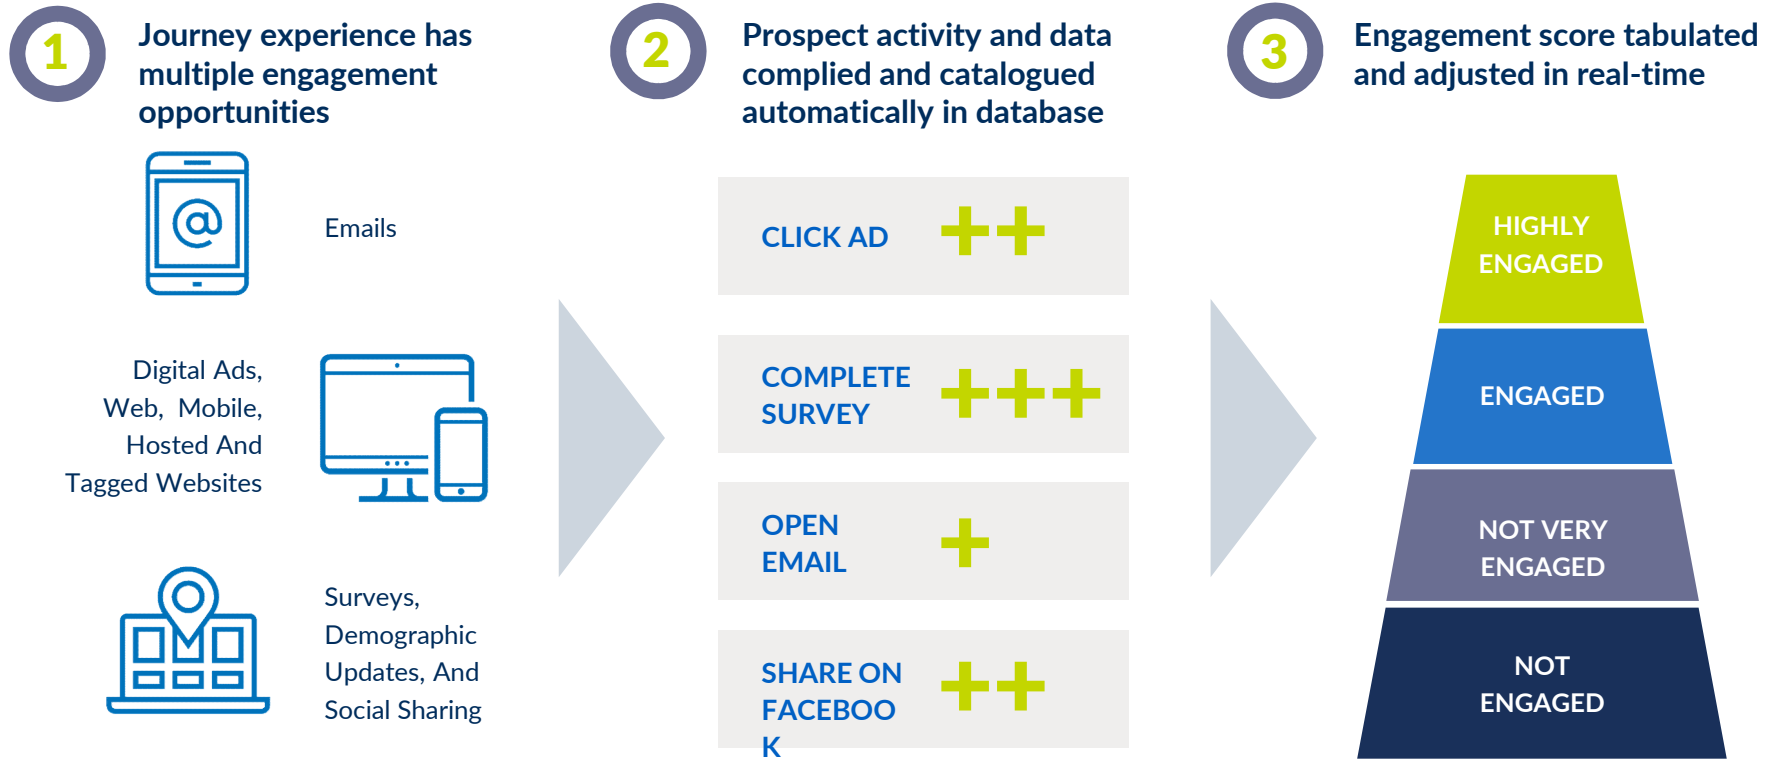 1
Journey experience has
multiple engagement
opportunities
@
Emails
Digital Ads,
Web, Mobile,
Hosted And
Tagged Websites
Surveys,
Demographic
Updates, And
Social Sharing
2
Prospect activity and data
complied and catalogued
automatically in database
CLICK AD ++
COMPLETE
SURVEY +++
OPEN
EMAIL +
SHARE ON
FACEBOO
K ++
3
Engagement score tabulated
and adjusted in real-time
HIGHLY
ENGAGED
ENGAGED
NOT VERY
ENGAGED
NOT
ENGAGED